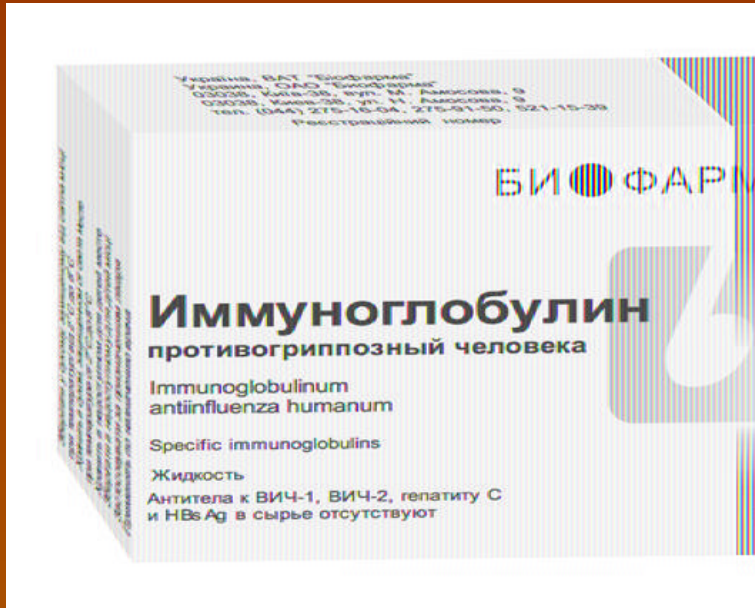 Україна, ВАТ "Біофарма"
Украина, ОАО "Биофарма"
03038, Київ-38, вул. М. Амосова, 9
03038, Киев-38, ул. Н. Амосова, 9
тел. (044) 275-16-04, 275-91-50, 521-15-39
Реєстраційний номер
БИОФАРМ
Иммуноглобулин
противогриппозный человека
Immunoglobulinum
antiinfluenza humanum
Specific immunoglobulins
Жидкость
Антитела к ВИЧ-1, ВИЧ-2, гепатиту С
и HBsAg в сырье отсутствуют